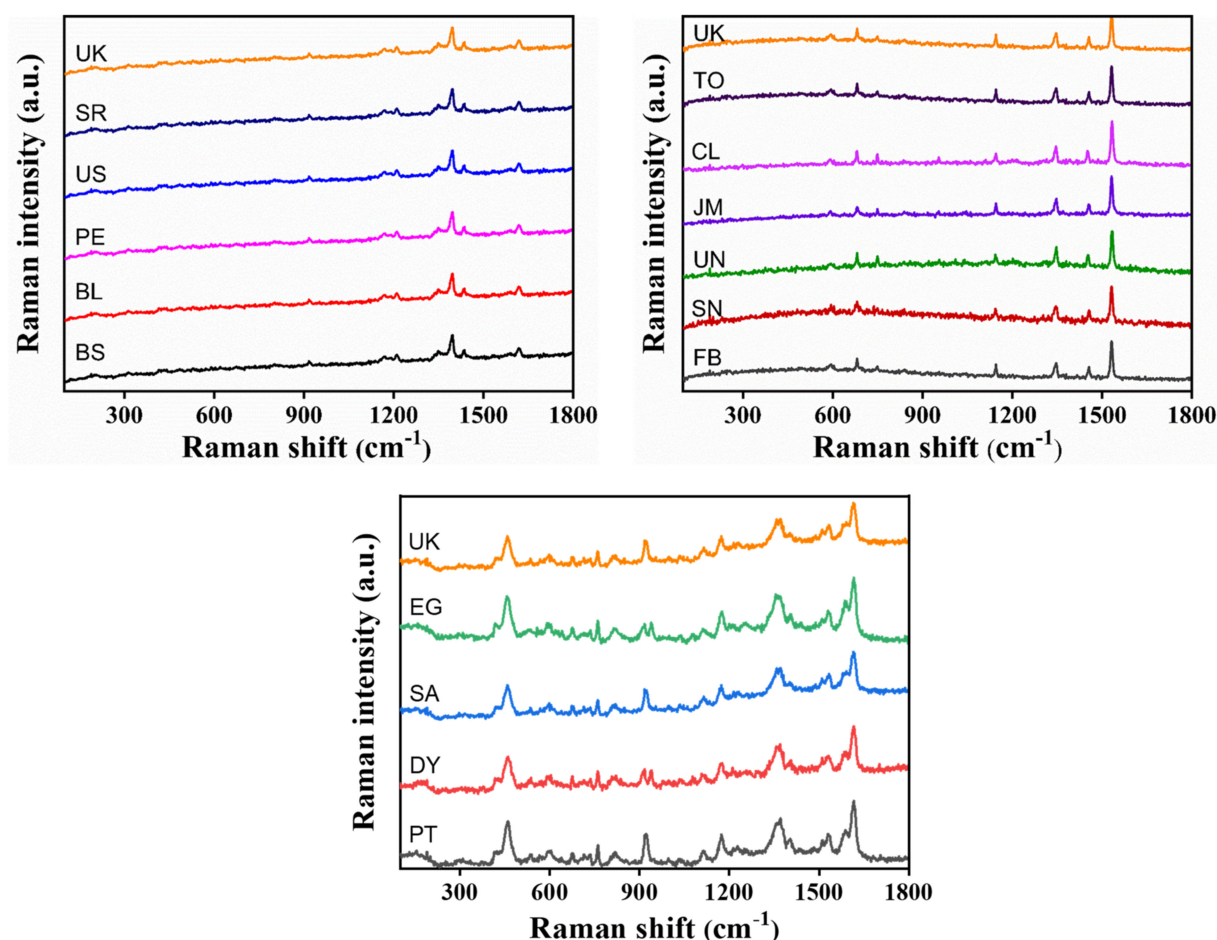 Raman intensity (a.u.)
UK
SR
US
PE
BL
BS
300 600 900 1200 1500 1800
Raman shift (cm-1)
Raman intensity (a.u.)
UK
TO
CL
JM
UN
SN
FB
300 600 900 1200 1500 1800
Raman shift (cm-1)
Raman intensity (a.u.)
UK
EG
SA
DY
PT
300 600 900 1200 1500 1800
Raman shift (cm-1)